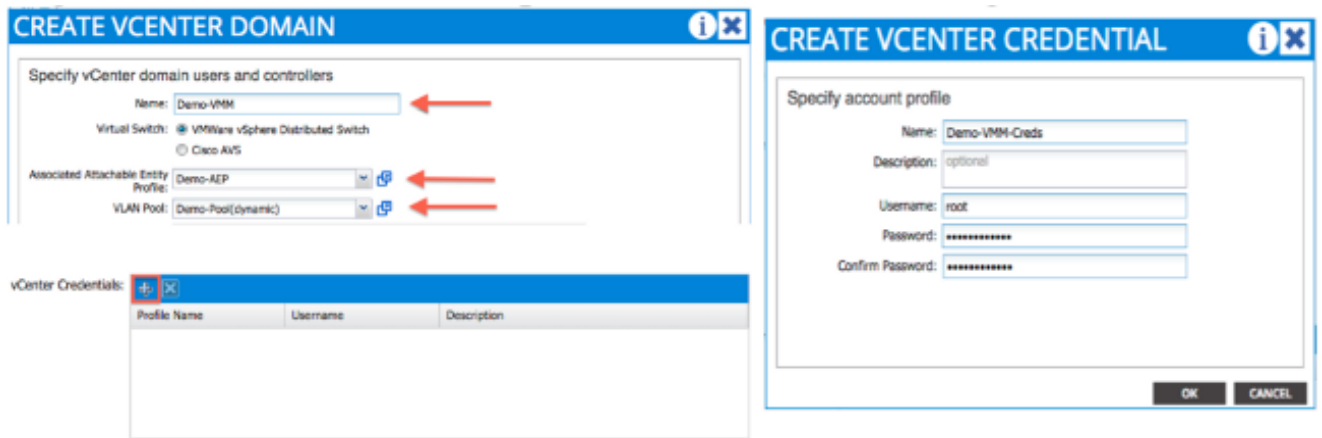 CREATE VCENTER DOMAIN
Specify vCenter domain users and controllers
Name: Demo-VMM
Virtual Switch: VMWare vSphere Distributed Switch
Cisco AVS
Associated Attachable Entity Profile: Demo-AEP
VLAN Pool: Demo-Pool(dynamic)
vCenter Credentials:
Profile Name Username Description
CREATE VCENTER CREDENTIAL
Specify account profile
Name: Demo-VMM-Creds
Description: optional
Username: root
Password: ••••••••••••
Confirm Password: ••••••••••••
OK CANCEL